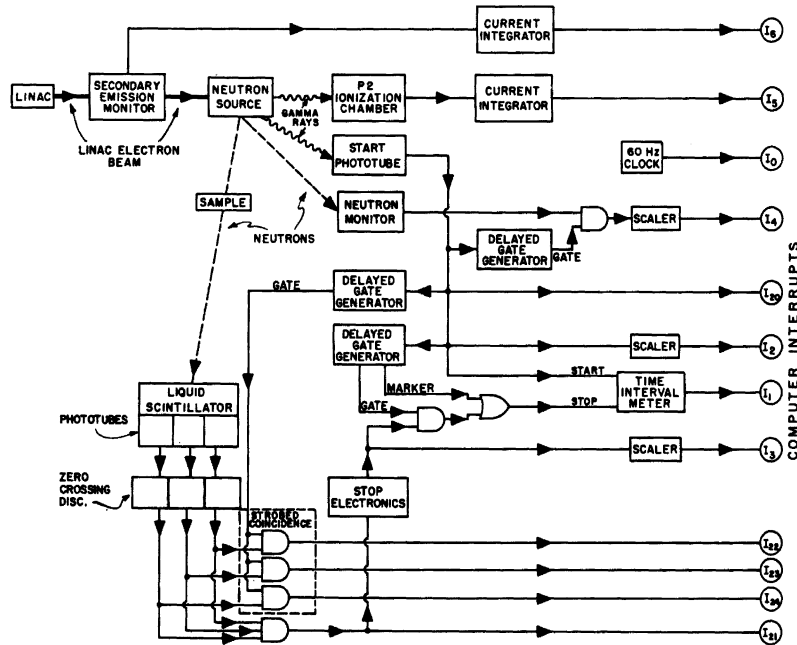 CURRENT
INTEGRATOR
I6
LINAC
SECONDARY
EMISSION
MONITOR
NEUTRON
SOURCE
GAMMA
RAYS
P2
IONIZATION
CHAMBER
CURRENT
INTEGRATOR
I5
LINAC ELECTRON
BEAM
START
PHOTOTUBE
60 Hz
CLOCK
I0
SAMPLE
NEUTRONS
NEUTRON
MONITOR
SCALER
I4
DELAYED
GATE
GENERATOR
GATE
GATE
DELAYED
GATE
GENERATOR
I20
DELAYED
GATE
GENERATOR
SCALER
I2
MARKER
GATE
START
STOP
TIME
INTERVAL
METER
I1
COMPUTER INTERRUPTS
LIQUID
SCINTILLATOR
PHOTOTUBES
SCALER
I3
ZERO
CROSSING
DISC.
STOP
ELECTRONICS
STROBED
COINCIDENCE
I22
I23
I24
I21